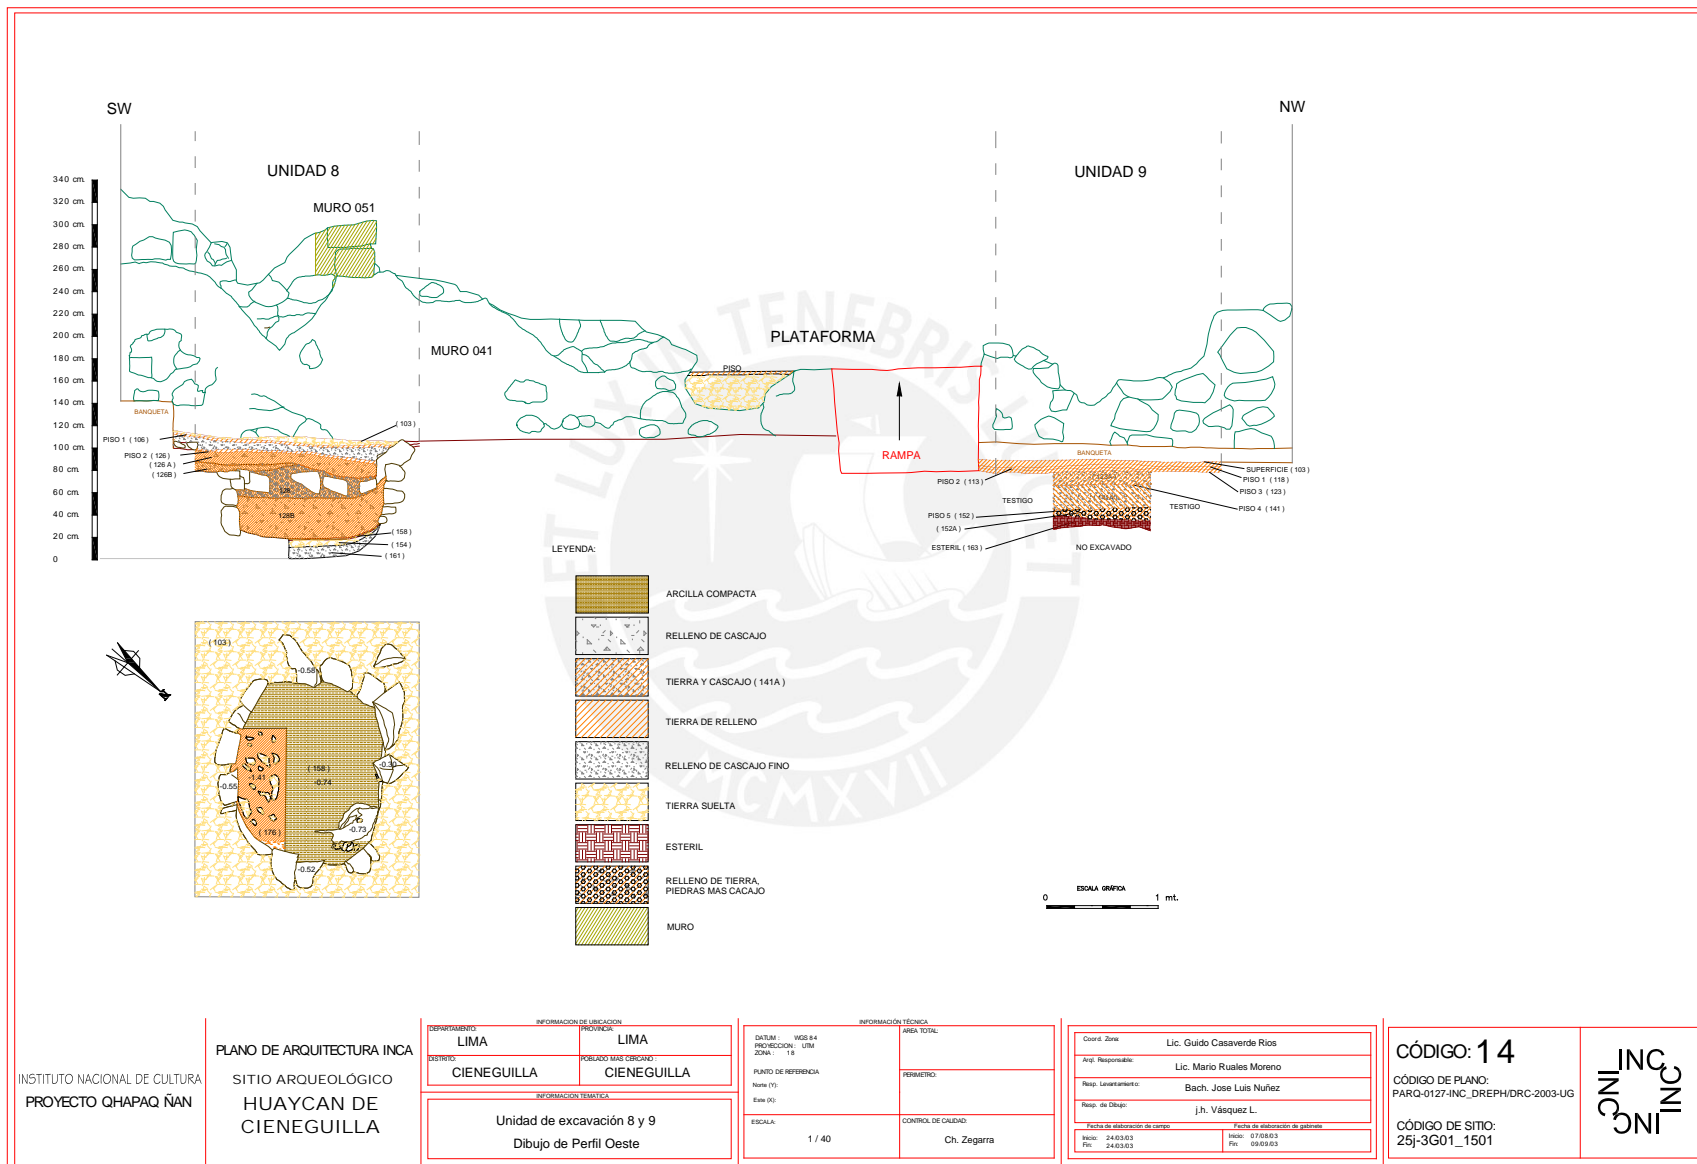 SW
NW
UNIDAD 8
UNIDAD 9
MURO 051
340 cm.
320 cm.
300 cm.
280 cm.
260 cm.
240 cm.
220 cm.
200 cm.
180 cm.
160 cm.
140 cm.
120 cm.
100 cm.
80 cm.
60 cm.
40 cm.
20 cm.
0
MURO 041
PLATAFORMA
PISO
RAMPA
BANQUETA
( 103 )
PISO 1 ( 106 )
PISO 2 ( 126 )
( 126 A )
( 126B )
128
128B
( 158 )
( 154 )
( 161 )
BANQUETA
SUPERFICIE ( 103 )
PISO 1 ( 118 )
PISO 3 ( 123 )
PISO 4 ( 141 )
PISO 2 ( 113 )
TESTIGO
TESTIGO
PISO 5 ( 152 )
( 152A )
ESTERIL ( 163 )
NO EXCAVADO
ET LUX IN TENEBRIS LUCET
MCMXVII
LEYENDA:
ARCILLA COMPACTA
RELLENO DE CASCAJO
TIERRA Y CASCAJO ( 141A )
TIERRA DE RELLENO
RELLENO DE CASCAJO FINO
TIERRA SUELTA
ESTERIL
RELLENO DE TIERRA,
PIEDRAS MAS CACAJO
MURO
( 103 )
-0.58
-0.30
( 158 )
-0.74
-1.41
-0.55
-0.73
( 176 )
-0.52
N
ESCALA GRÁFICA
0 1 mt.
INSTITUTO NACIONAL DE CULTURA
PROYECTO QHAPAQ ÑAN
PLANO DE ARQUITECTURA INCA
SITIO ARQUEOLÓGICO
HUAYCAN DE
CIENEGUILLA
INFORMACION DE UBICACION
DEPARTAMENTO:
LIMA
PROVINCIA:
LIMA
DISTRITO:
CIENEGUILLA
POBLADO MAS CERCANO :
CIENEGUILLA
INFORMACION TEMATICA
Unidad de excavación 8 y 9
Dibujo de Perfil Oeste
INFORMACIÓN TÉCNICA
DATUM : WGS 84
PROYECCION : UTM
ZONA : 1 8
PUNTO DE REFERENCIA
Norte (Y):
Este (X):
AREA TOTAL:
PERIMETRO:
ESCALA:
1 / 40
CONTROL DE CALIDAD:
Ch. Zegarra
Coord. Zona:
Lic. Guido Casaverde Rios
Arql. Responsable:
Lic. Mario Ruales Moreno
Resp. Levantamiento:
Bach. Jose Luis Nuñez
Resp. de Dibujo:
j.h. Vásquez L.
Fecha de elaboración de campo
Inicio: 24/03/03
Fin: 24/03/03
Fecha de elaboración de gabinete
Inicio: 07/08/03
Fin: 09/09/03
CÓDIGO: 14
CÓDIGO DE PLANO:
PARQ-0127-INC_DREPH/DRC-2003-UG
CÓDIGO DE SITIO:
25j-3G01_1501
INC
INC
INC
INC